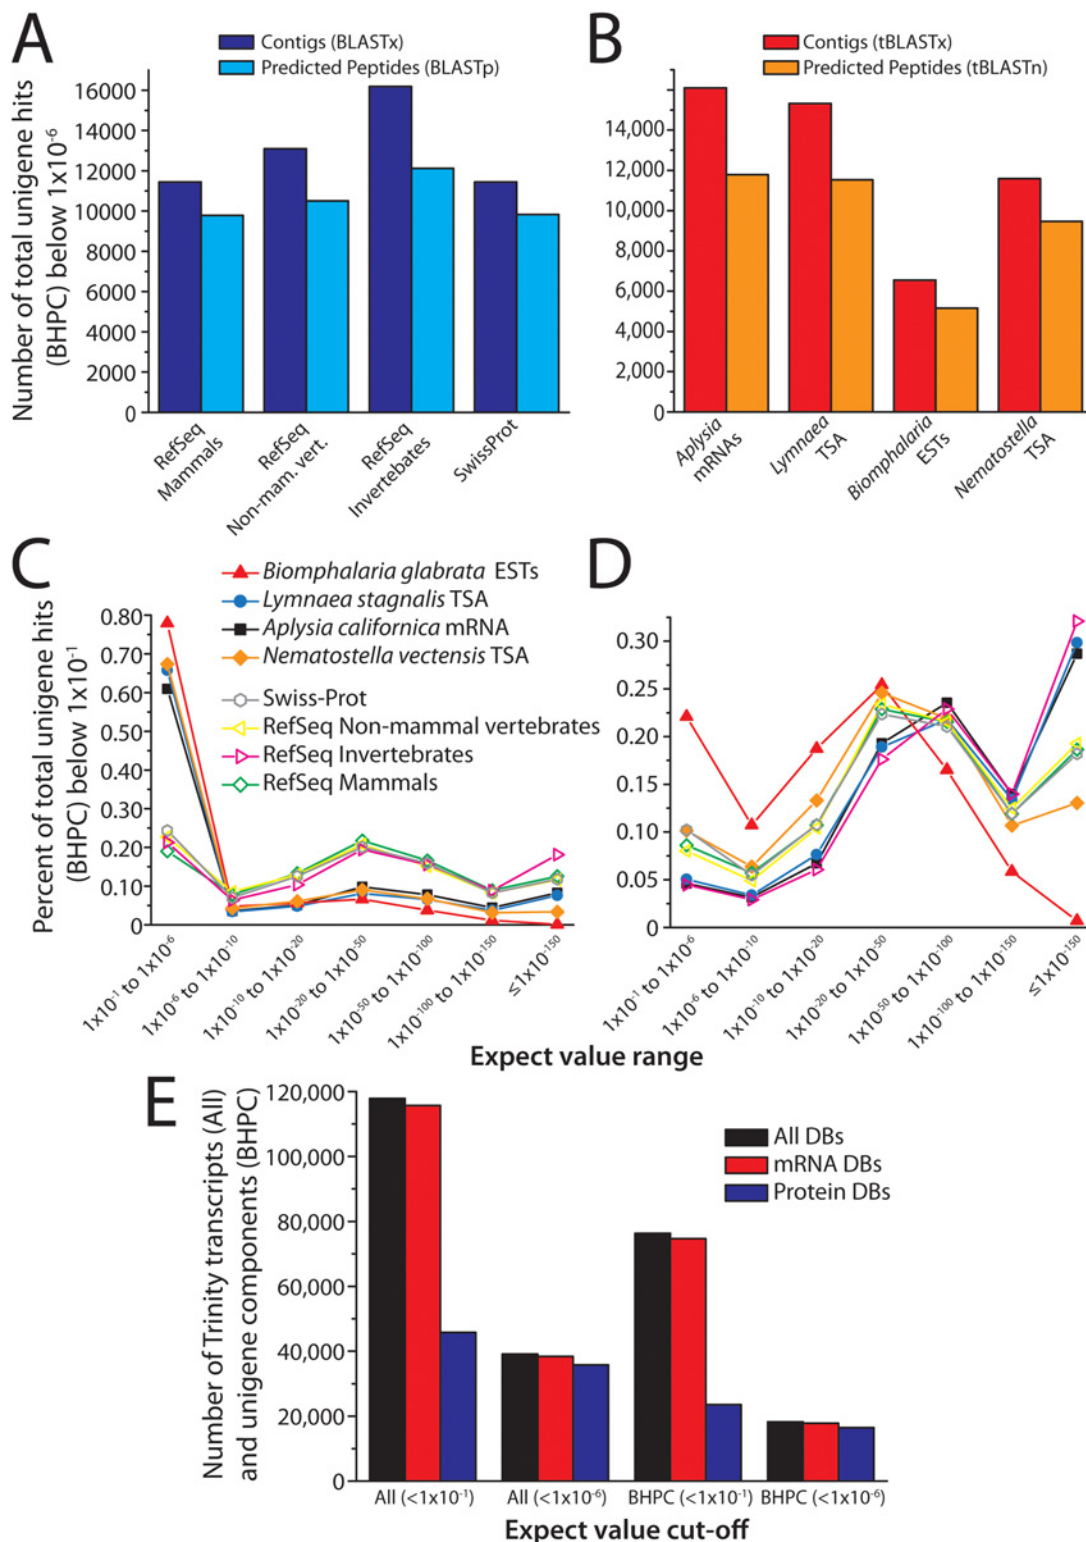 A
Contigs (BLASTx)
Predicted Peptides (BLASTp)
Number of total unigene hits
(BHPC) below 1x10⁻⁶
16000
14000
12000
10000
8000
6000
4000
2000
0
RefSeq
Mammals
RefSeq
Non-mam. vert.
RefSeq
Invertebates
SwissProt
B
Contigs (tBLASTx)
Predicted Peptides (tBLASTn)
14,000
12,000
10,000
8,000
6,000
4,000
2,000
0
Aplysia
mRNAs
Lymnaea
TSA
Biomphalaria
ESTs
Nematostella
TSA
C
Biomphalaria glabrata ESTs
Lymnaea stagnalis TSA
Aplysia californica mRNA
Nematostella vectensis TSA
Swiss-Prot
RefSeq Non-mammal vertebrates
RefSeq Invertebrates
RefSeq Mammals
Percent of total unigene hits
(BHPC) below 1x10⁻¹
0.80
0.70
0.60
0.50
0.40
0.30
0.20
0.10
0
1x10⁻¹ to 1x10⁻⁶
1x10⁻⁶ to 1x10⁻¹⁰
1x10⁻¹⁰ to 1x10⁻²⁰
1x10⁻²⁰ to 1x10⁻⁵⁰
1x10⁻⁵⁰ to 1x10⁻¹⁰⁰
1x10⁻¹⁰⁰ to 1x10⁻¹⁵⁰
≤1x10⁻¹⁵⁰
D
0.30
0.25
0.20
0.15
0.10
0.05
0
1x10⁻¹ to 1x10⁻⁶
1x10⁻⁶ to 1x10⁻¹⁰
1x10⁻¹⁰ to 1x10⁻²⁰
1x10⁻²⁰ to 1x10⁻⁵⁰
1x10⁻⁵⁰ to 1x10⁻¹⁰⁰
1x10⁻¹⁰⁰ to 1x10⁻¹⁵⁰
≤1x10⁻¹⁵⁰
Expect value range
E
Number of Trinity transcripts (All)
and unigene components (BHPC)
120,000
100,000
80,000
60,000
40,000
20,000
0
All DBs
mRNA DBs
Protein DBs
All (<1x10⁻¹)
All (<1x10⁻⁶)
BHPC (<1x10⁻¹)
BHPC (<1x10⁻⁶)
Expect value cut-off